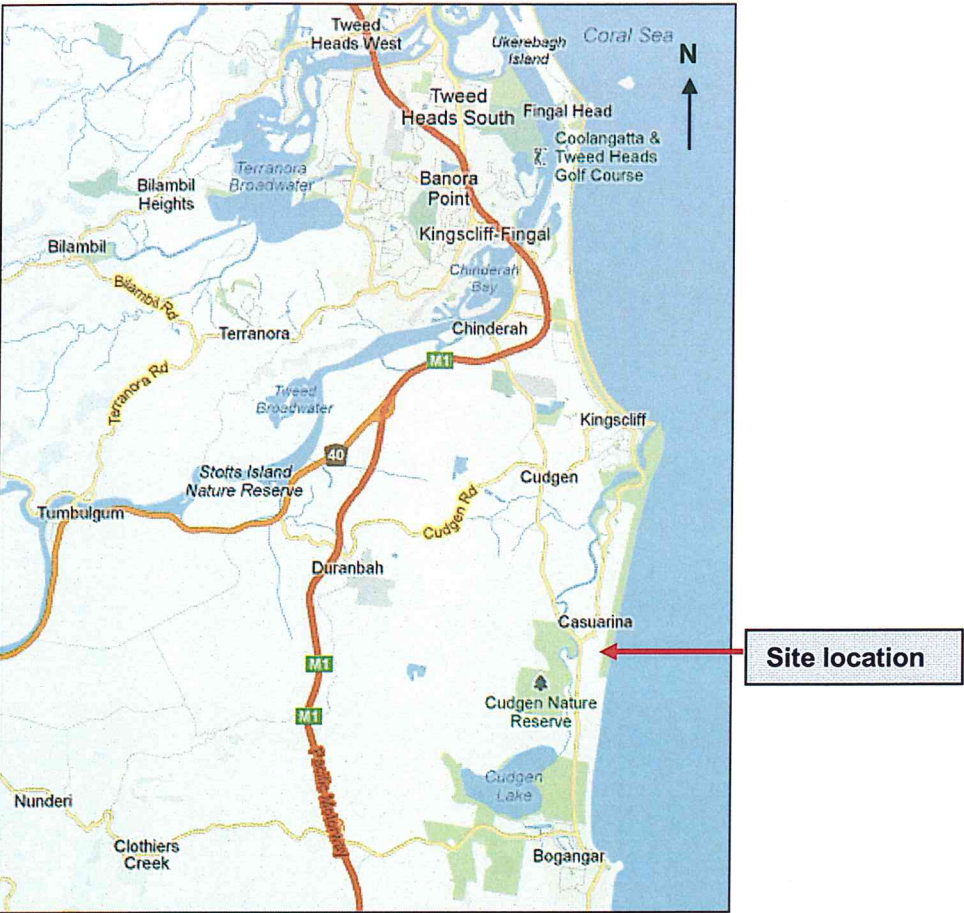 Tweed
Heads West
Ukerebagh
Island
Coral Sea
N
Tweed
Heads South
Fingal Head
Coolangatta &
Tweed Heads
Golf Course
Terranora
Broadwater
Bilambil
Heights
Banora
Point
Bilambil
Kingscliff-Fingal
Chinderah
Bay
Bilambil Rd
Terranora
Chinderah
M1
Terranora Rd
Tweed
Broadwater
Kingscliff
40
Stotts Island
Nature Reserve
Cudgen
Tumbulgum
Cudgen Rd
Duranbah
Casuarina
Site location
M1
Cudgen Nature
Reserve
M1
Pacific Motorway
Cudgen
Lake
Nunderi
Clothiers
Creek
Bogangar